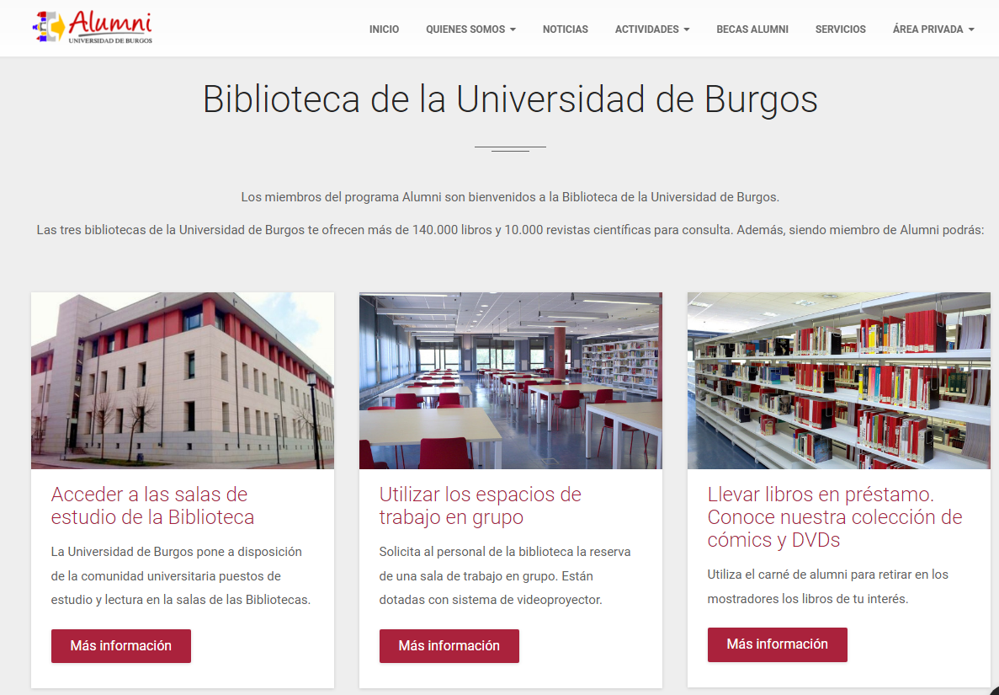 Alumni
UNIVERSIDAD DE BURGOS
INICIO QUIENES SOMOS NOTICIAS ACTIVIDADES BECAS ALUMNI SERVICIOS ÁREA PRIVADA
Biblioteca de la Universidad de Burgos
Los miembros del programa Alumni son bienvenidos a la Biblioteca de la Universidad de Burgos.
Las tres bibliotecas de la Universidad de Burgos te ofrecen más de 140.000 libros y 10.000 revistas científicas para consulta. Además, siendo miembro de Alumni podrás:
Acceder a las salas de
estudio de la Biblioteca
La Universidad de Burgos pone a disposición
de la comunidad universitaria puestos de
estudio y lectura en la salas de las Bibliotecas.
Más información
Utilizar los espacios de
trabajo en grupo
Solicita al personal de la biblioteca la reserva
de una sala de trabajo en grupo. Están
dotadas con sistema de videoproyector.
Más información
Llevar libros en préstamo.
Conoce nuestra colección de
cómics y DVDs
Utiliza el carné de alumni para retirar en los
mostradores los libros de tu interés.
Más información